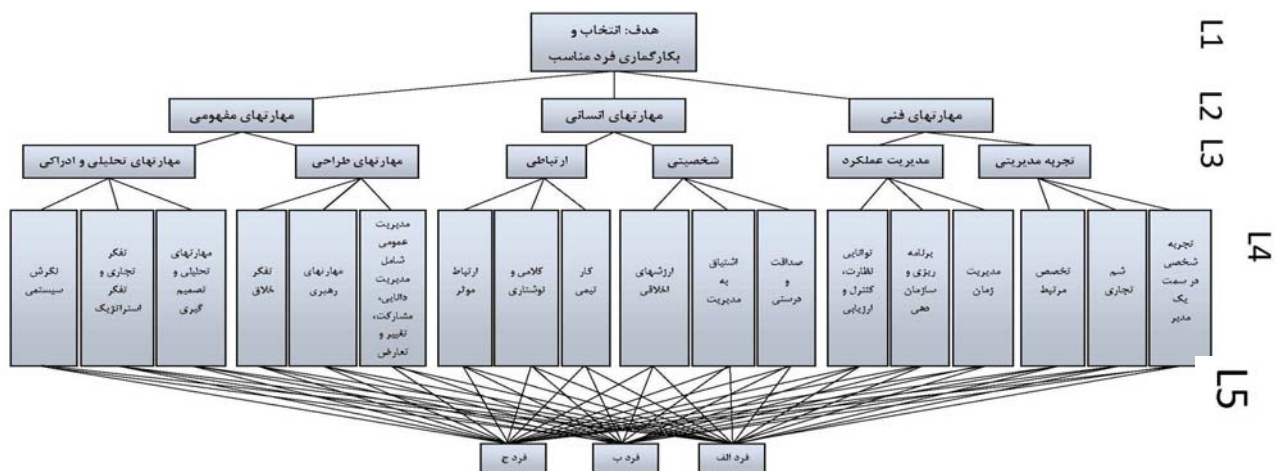 هدف: انتخاب و
بکارگماری فرد مناسب
L1
مهارتهای فنی
مهارتهای انسانی
مهارتهای مفهومی
L2
تجربه مدیریتی
مدیریت عملکرد
شخصیتی
ارتباطی
مهارتهای طراحی
مهارتهای تحلیلی و ادراکی
L3
تجربه
شخصی
در سمت
یک
مدیر
شم
تجاری
تخصص
مرتبط
مدیریت
زمان
برنامه
ریزی و
سازمان
دهی
توانایی
نظارت،
کنترل و
ارزیابی
صداقت
و
درستی
اشتیاق
به
مدیریت
ارزشهای
اخلاقی
کار
تیمی
کلامی و
نوشتاری
ارتباط
موثر
مدیریت
عمومی
شامل
مدیریت
دانایی،
مشارکت،
تغییر و
تعارض
مهارتهای
رهبری
تفکر
خلاق
مهارتهای
تحلیلی و
تصمیم
گیری
تفکر
تجاری و
تفکر
استراتژیک
نگرش
سیستمی
L4
فرد الف
فرد ب
فرد ج
L5